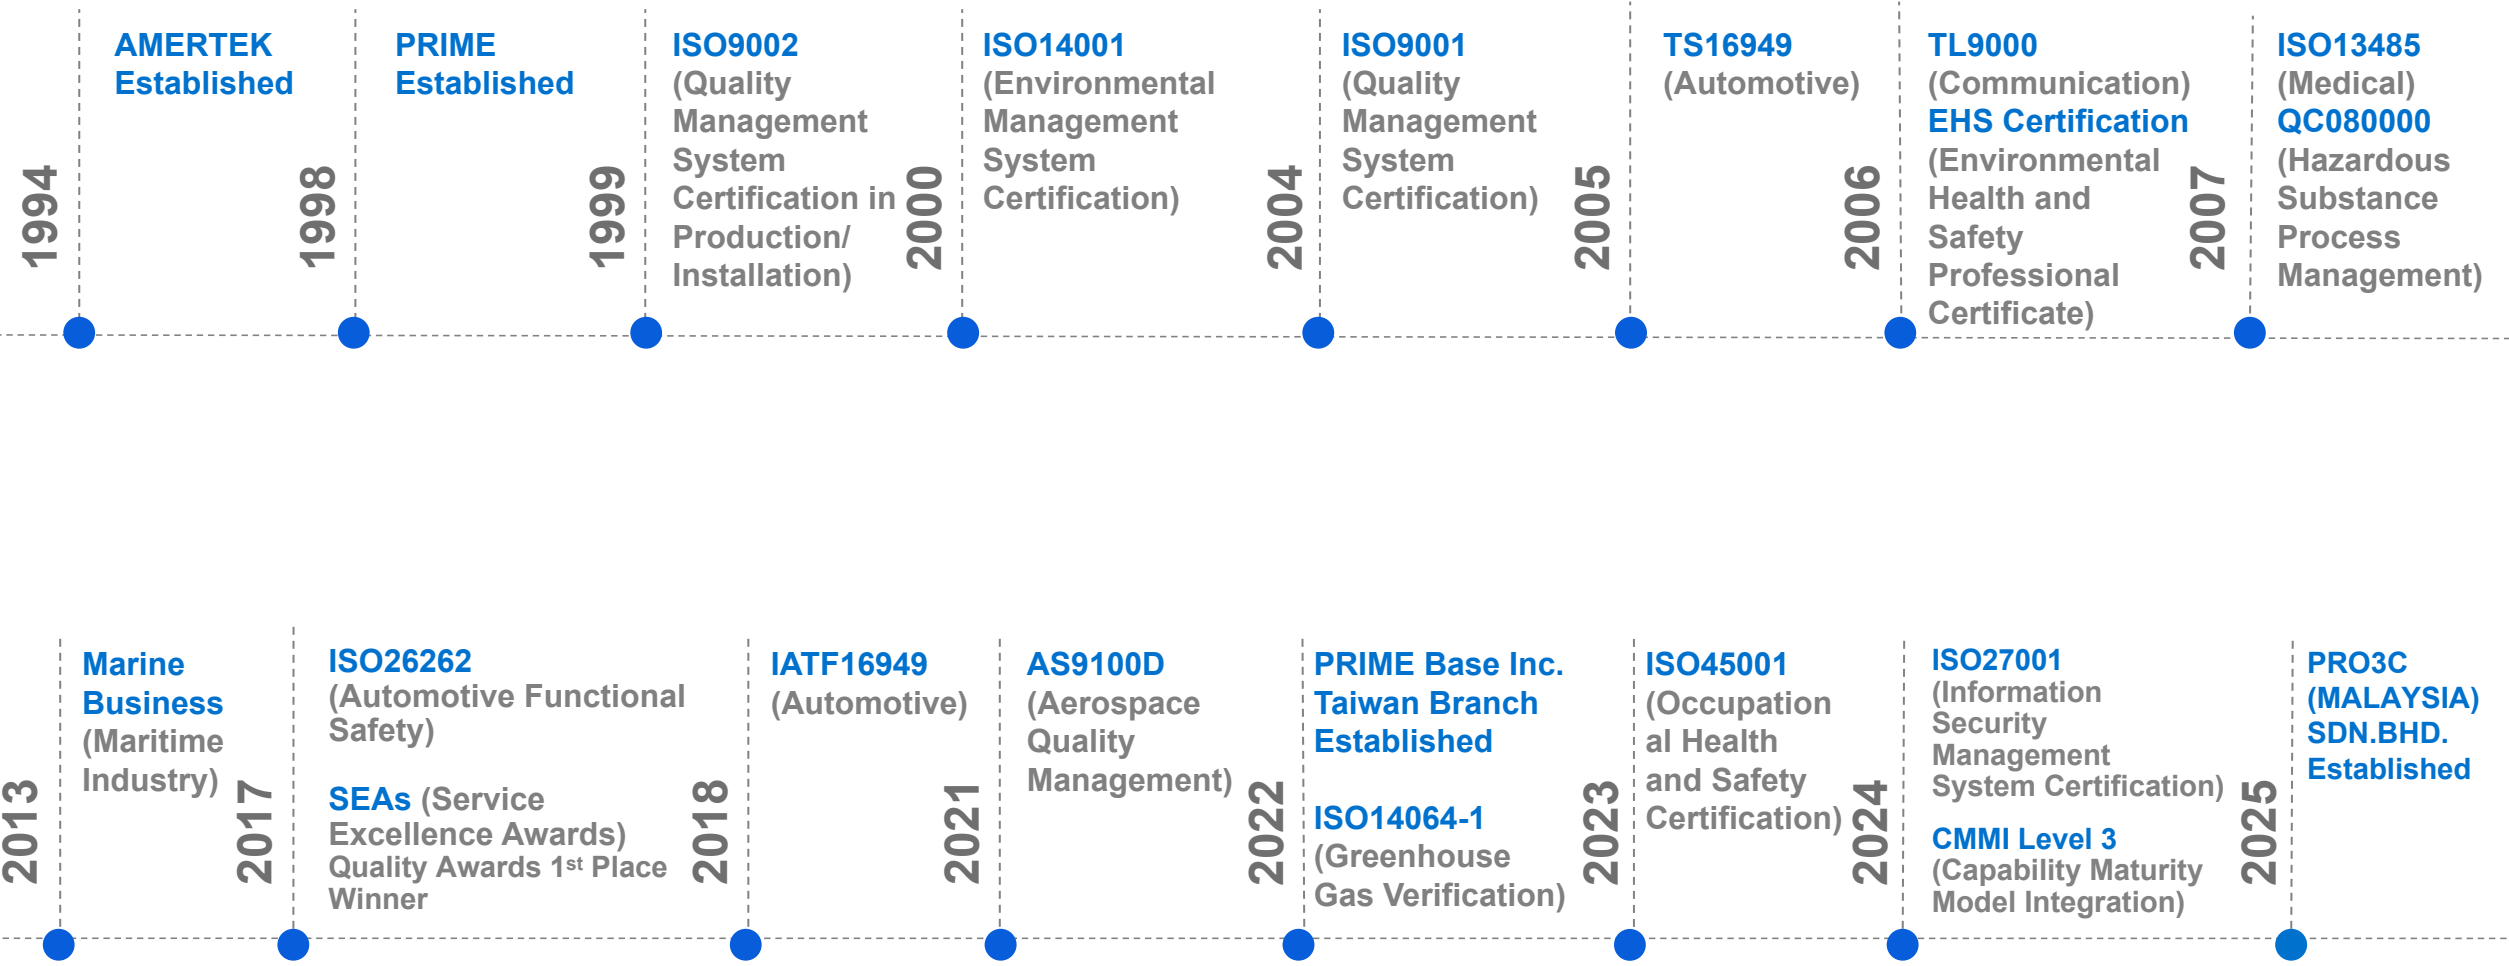 1994
AMERTEK
Established
1998
PRIME
Established
1999
ISO9002
(Quality
Management
System
Certification in
Production/
Installation)
2000
ISO14001
(Environmental
Management
System
Certification)
2004
ISO9001
(Quality
Management
System
Certification)
2005
TS16949
(Automotive)
2006
TL9000
(Communication)
EHS Certification
(Environmental
Health and
Safety
Professional
Certificate)
2007
ISO13485
(Medical)
QC080000
(Hazardous
Substance
Process
Management)
2013
Marine
Business
(Maritime
Industry)
2017
ISO26262
(Automotive Functional
Safety)
SEAs (Service
Excellence Awards)
Quality Awards 1st Place
Winner
2018
IATF16949
(Automotive)
2021
AS9100D
(Aerospace
Quality
Management)
2022
PRIME Base Inc.
Taiwan Branch
Established
ISO14064-1
(Greenhouse
Gas Verification)
2023
ISO45001
(Occupation
al Health
and Safety
Certification)
2024
ISO27001
(Information
Security
Management
System Certification)
CMMI Level 3
(Capability Maturity
Model Integration)
2025
PRO3C
(MALAYSIA)
SDN.BHD.
Established